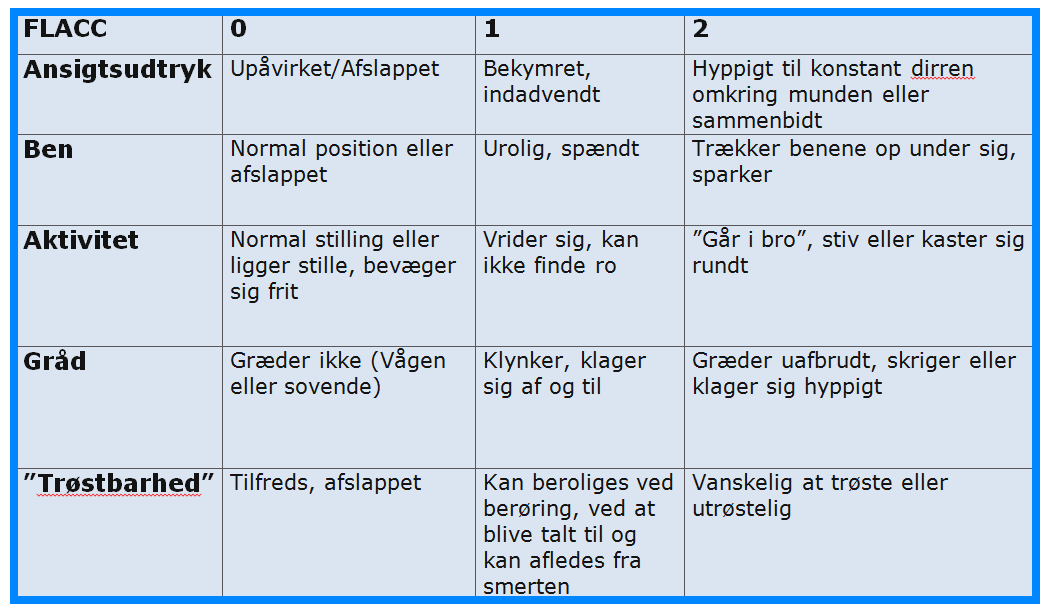 FLACC 0 1 2
Ansigtsudtryk Upåvirket/Afslappet Bekymret, Hyppigt til konstant dirren
indadvendt omkring munden eller
sammenbidt
Ben Normal position eller Urolig, spændt Trækker benene op under sig,
afslappet sparker
Aktivitet Normal stilling eller Vrider sig, kan ”Går i bro”, stiv eller kaster sig
ligger stille, bevæger ikke finde ro rundt
sig frit
Gråd Græder ikke (Vågen Klynker, klager Græder uafbrudt, skriger eller
eller sovende) sig af og til klager sig hyppigt
”Trøstbarhed” Tilfreds, afslappet Kan beroliges ved Vanskelig at trøste eller
berøring, ved at utrøstelig
blive talt til og
kan afledes fra
smerten